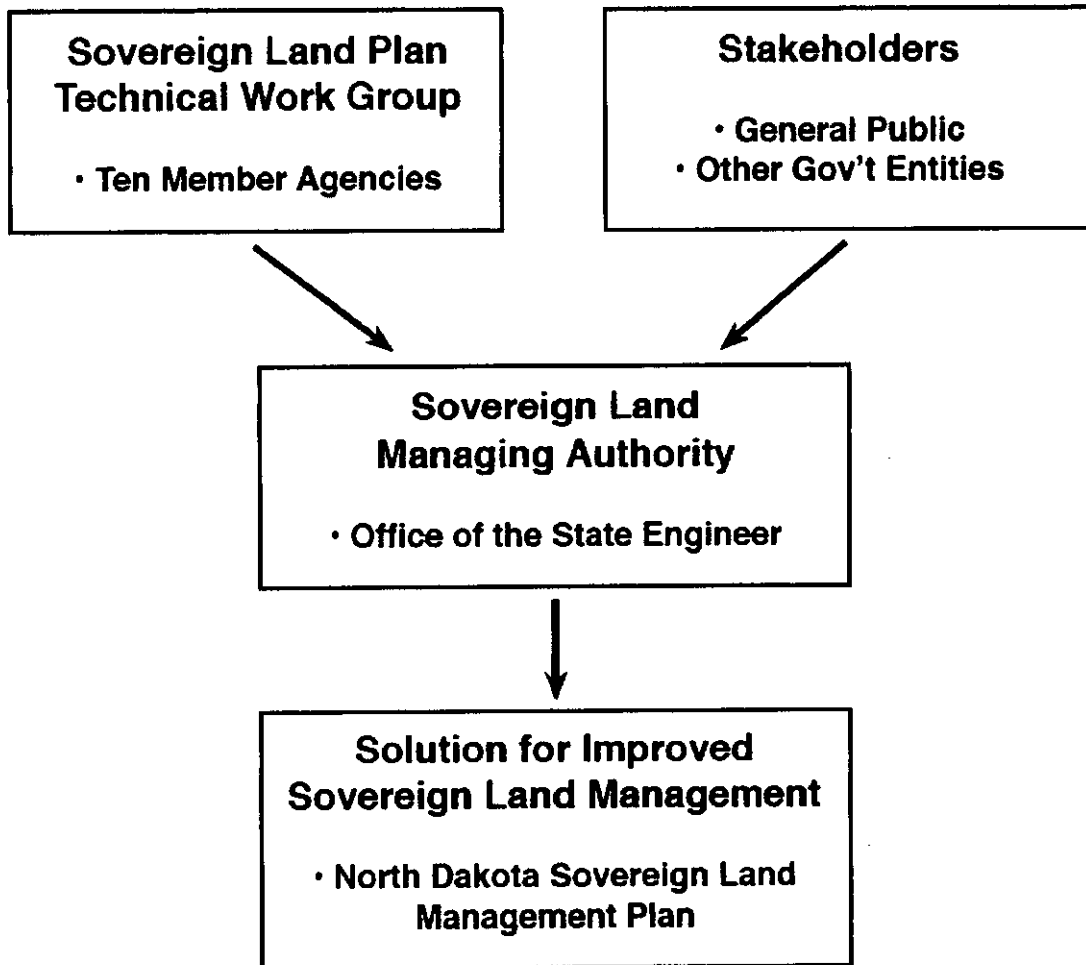 Sovereign Land Plan
Technical Work Group
· Ten Member Agencies
Stakeholders
· General Public
· Other Gov't Entities
Sovereign Land
Managing Authority
· Office of the State Engineer
Solution for Improved
Sovereign Land Management
· North Dakota Sovereign Land
Management Plan